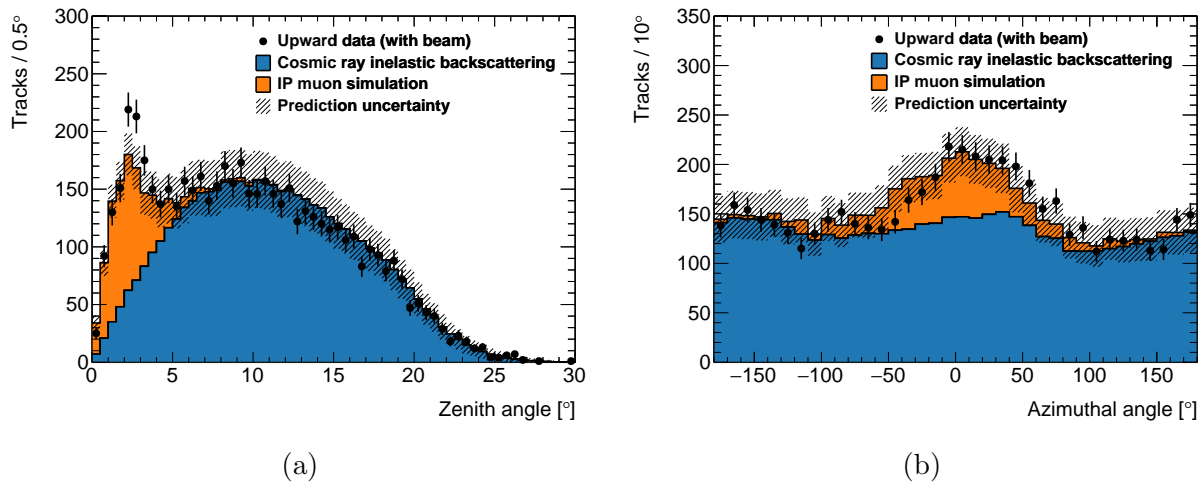 Tracks / 0.5°
350
300
250
200
150
100
50
0
Upward data (with beam)
Cosmic ray inelastic backscattering
IP muon simulation
Prediction uncertainty
0 5 10 15 20 25 30
Zenith angle [°]
(a)
Tracks / 10°
350
300
250
200
150
100
50
0
Upward data (with beam)
Cosmic ray inelastic backscattering
IP muon simulation
Prediction uncertainty
−150 −100 −50 0 50 100 150
Azimuthal angle [°]
(b)